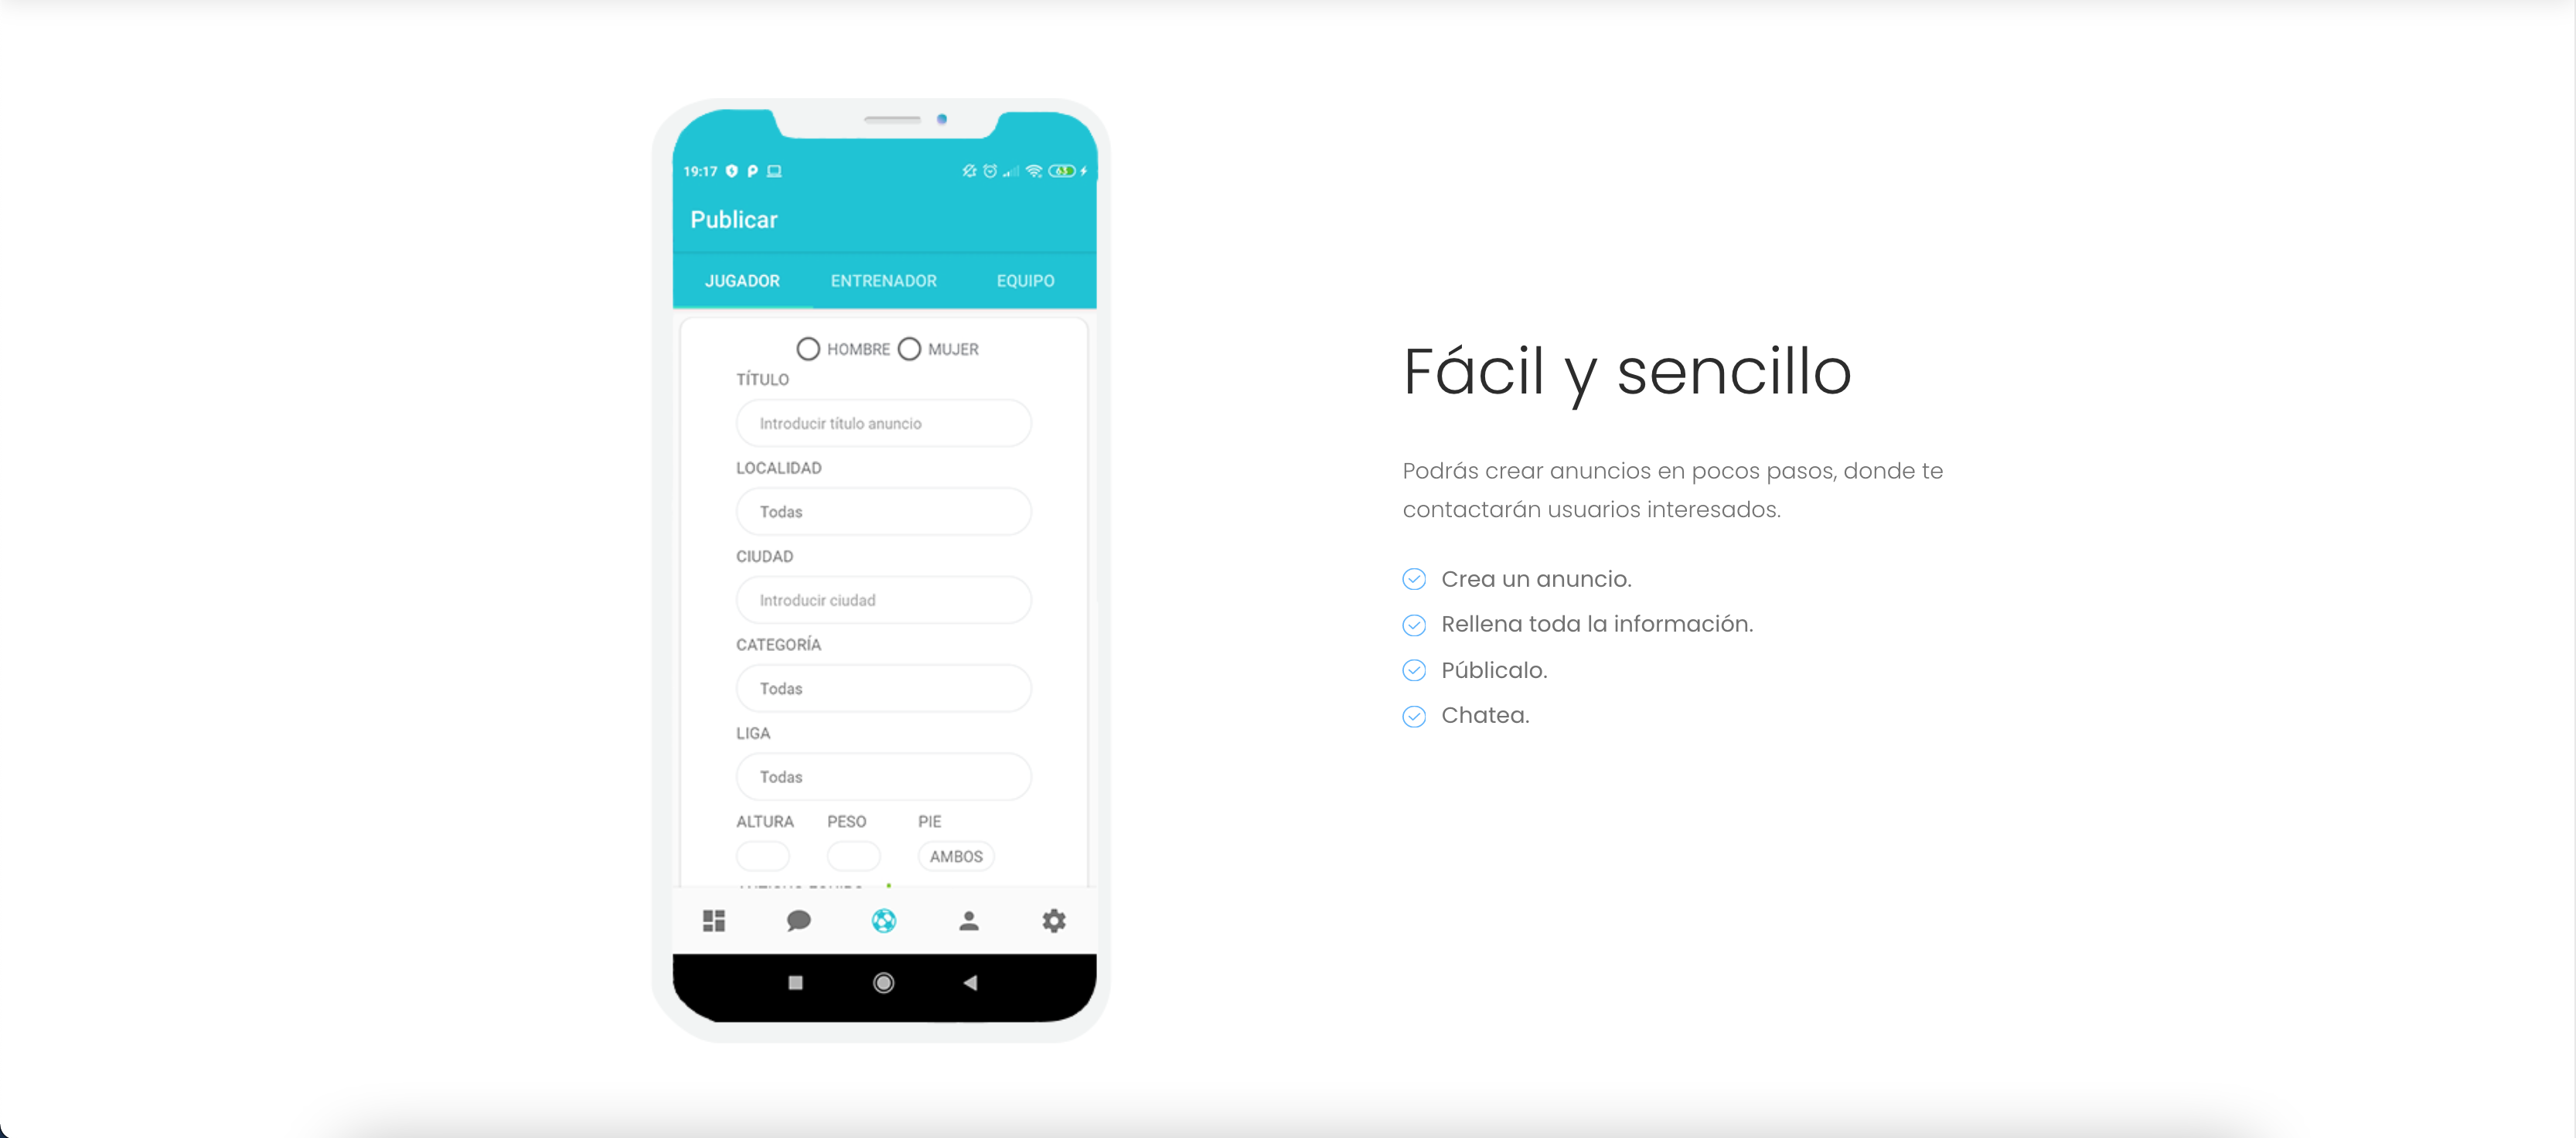 19:17
63
Publicar
JUGADOR ENTRENADOR EQUIPO
HOMBRE MUJER
TÍTULO
Introducir título anuncio
LOCALIDAD
Todas
CIUDAD
Introducir ciudad
CATEGORÍA
Todas
LIGA
Todas
ALTURA PESO PIE
AMBOS
Fácil y sencillo
Podrás crear anuncios en pocos pasos, donde te
contactarán usuarios interesados.
Crea un anuncio.
Rellena toda la información.
Públicalo.
Chatea.